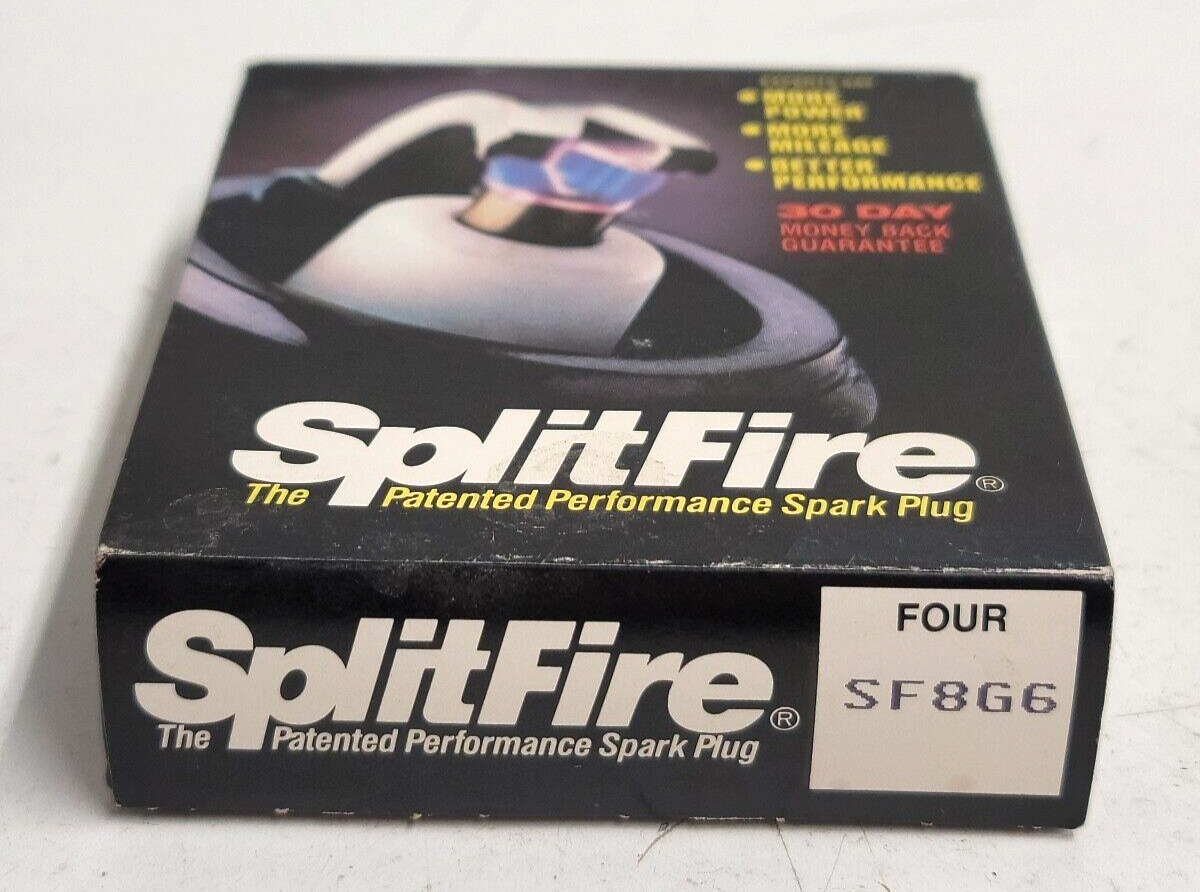 • MORE
POWER
• MORE
MILEAGE
• BETTER
PERFORMANCE
30 DAY
MONEY BACK
GUARANTEE
SplitFire®
The Patented Performance Spark Plug
SplitFire®
The Patented Performance Spark Plug
FOUR
SF8G6